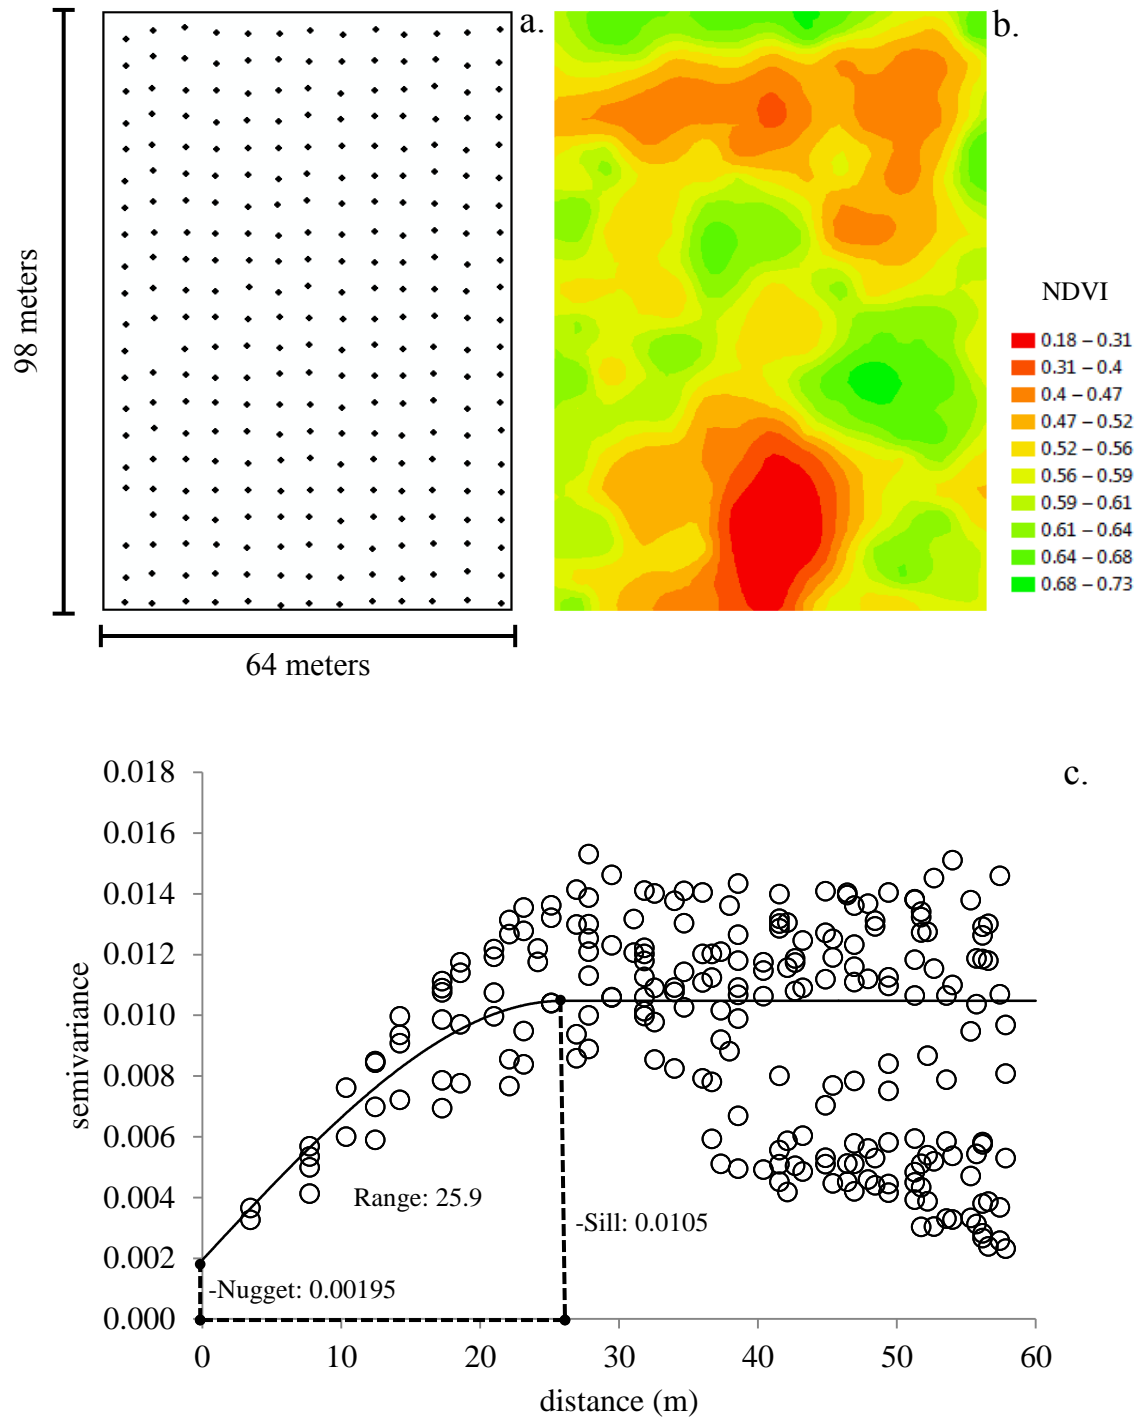 a.
b.
98 meters
64 meters
NDVI
0.18 – 0.31
0.31 – 0.4
0.4 – 0.47
0.47 – 0.52
0.52 – 0.56
0.56 – 0.59
0.59 – 0.61
0.61 – 0.64
0.64 – 0.68
0.68 – 0.73
c.
0.018
0.016
0.014
0.012
0.010
0.008
0.006
0.004
0.002
0.000
semivariance
Range: 25.9
-Sill: 0.0105
-Nugget: 0.00195
0 10 20 30 40 50 60
distance (m)